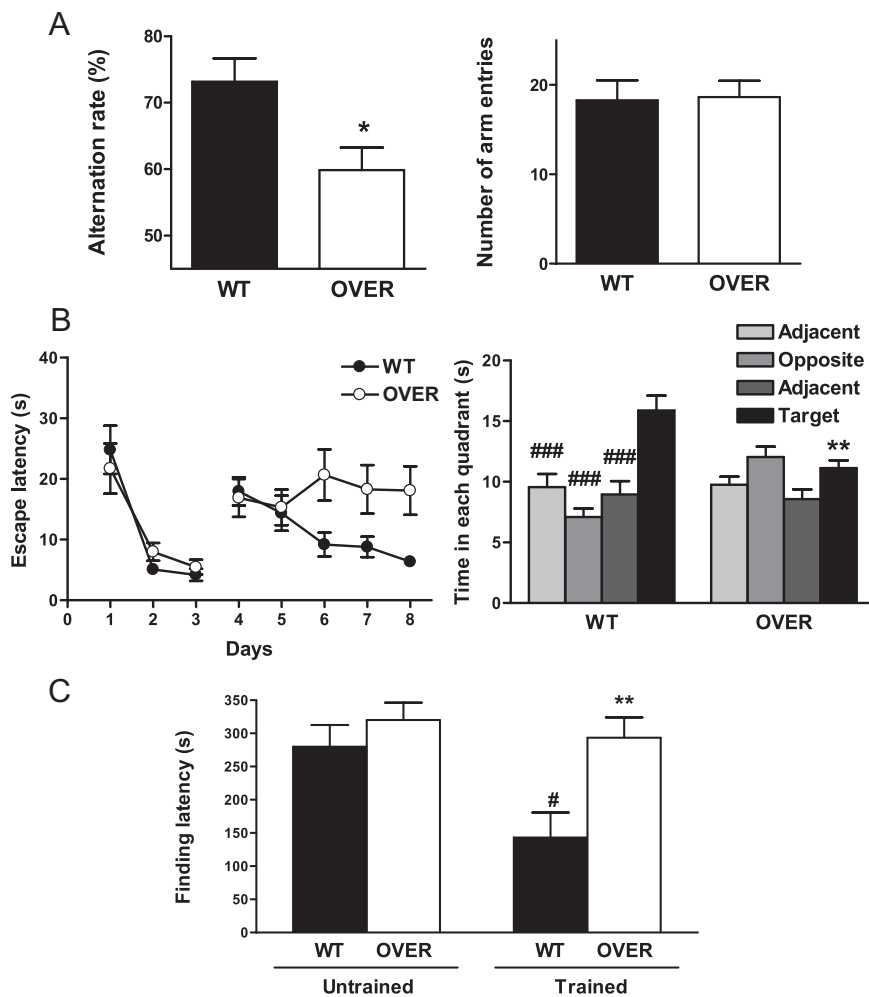 A
Alternation rate (%)
80
70
60
50
*
WT
OVER
Number of arm entries
20
10
0
WT
OVER
B
Escape latency (s)
40
30
20
10
0
WT
OVER
0
1
2
3
4
5
6
7
8
Days
Time in each quadrant (s)
20
15
10
5
0
Adjacent
Opposite
Adjacent
Target
###
###
###
**
WT
OVER
C
Finding latency (s)
350
300
250
200
150
100
50
0
#
**
WT
OVER
WT
OVER
Untrained
Trained